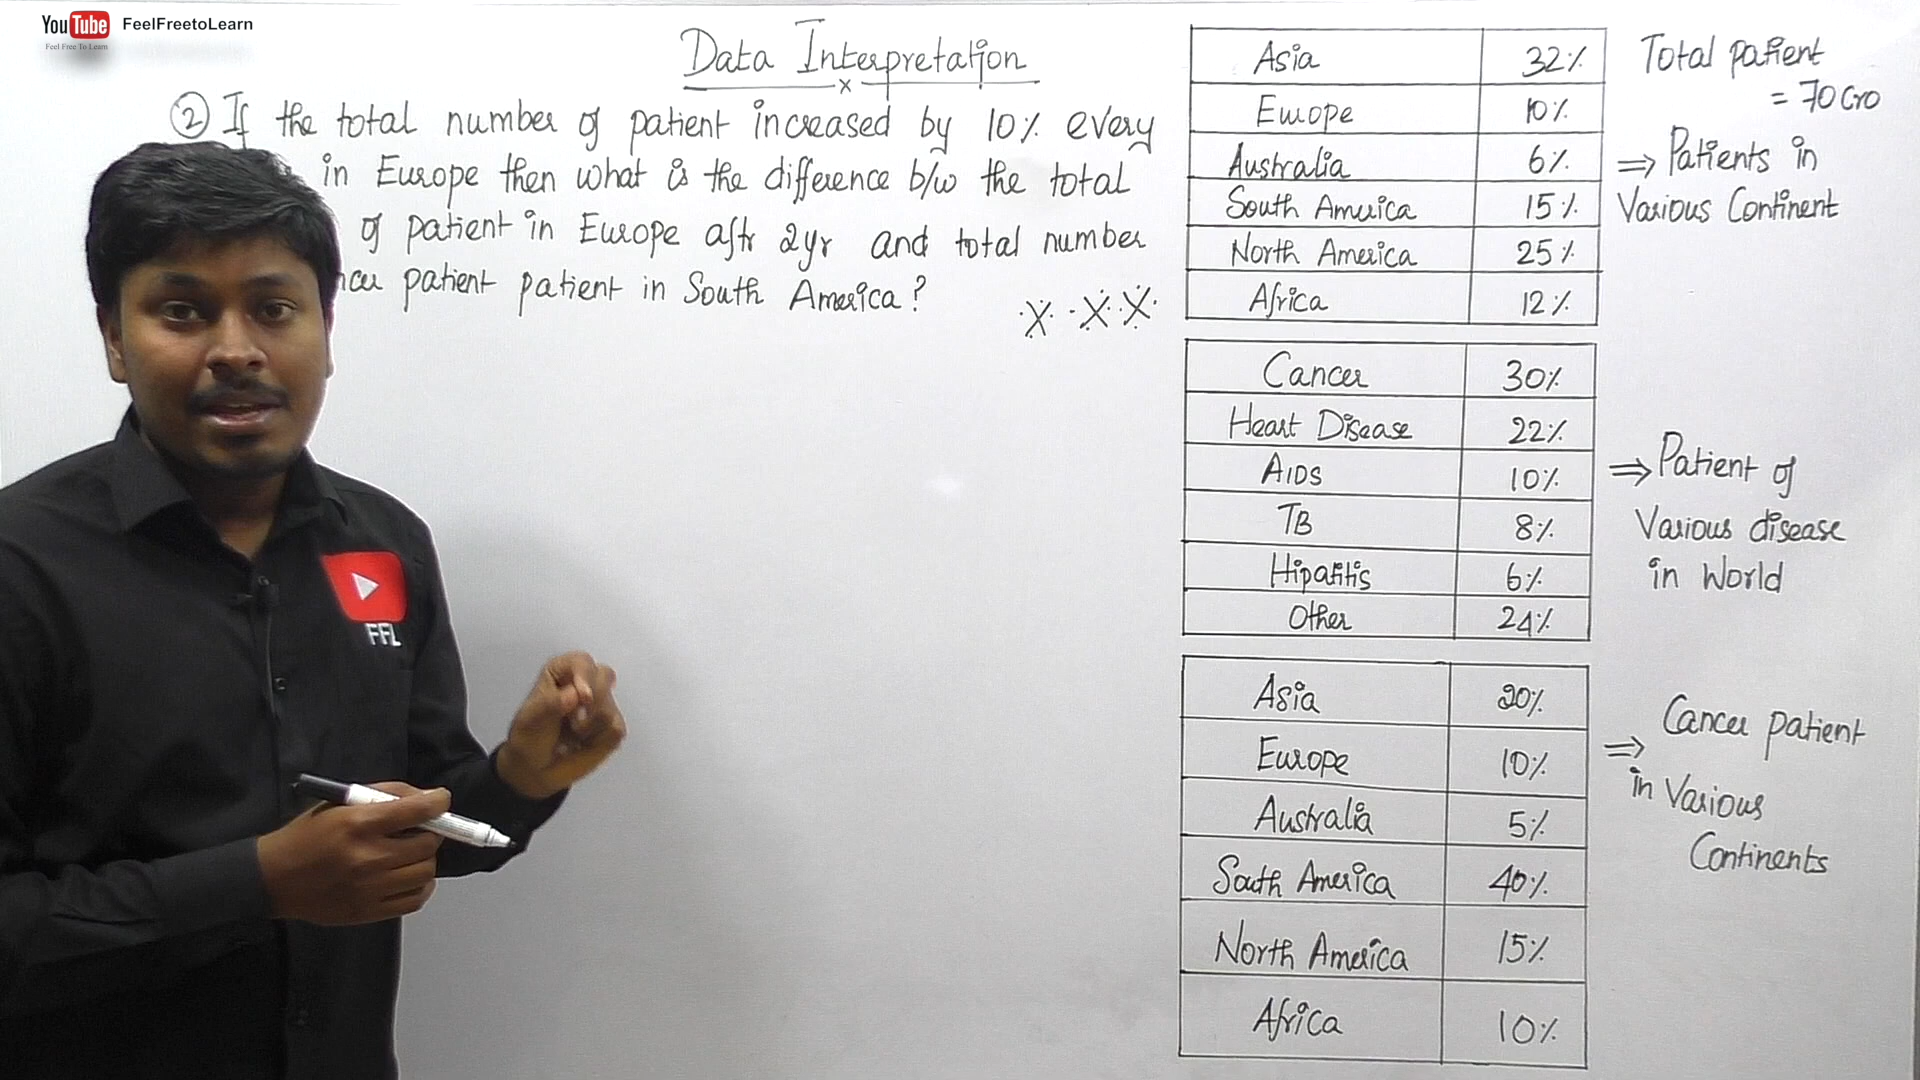 YouTube FeelFreetoLearn
Feel Free To Learn
Data Interpretation
x
② If the total number of patient increased by 10% every
in Europe then what is the difference b/w the total
of patient in Europe aftr 2yr and total number
patient patient in South America?
Asia 32%
Europe 10%
Australia 6%
South America 15%
North America 25%
Africa 12%
Total patient
= 70 Cro
⇒ Patients in
Various Continent
Cancer 30%
Heart Disease 22%
AIDS 10%
TB 8%
Hipatitis 6%
Other 24%
⇒ Patient of
Various disease
in World
Asia 20%
Europe 10%
Australia 5%
South America 40%
North America 15%
Africa 10%
⇒ Cancer patient
in Various
Continents
FFL